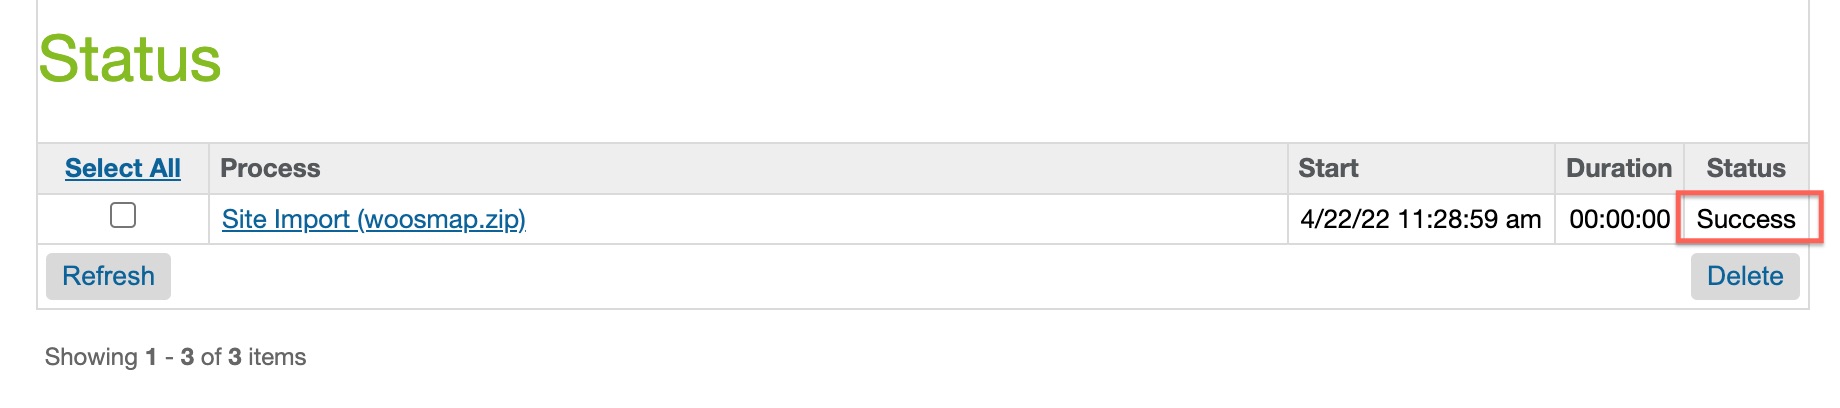 Status
Select All Process Start Duration Status
Site Import (woosmap.zip) 4/22/22 11:28:59 am 00:00:00 Success
Refresh Delete
Showing 1 - 3 of 3 items